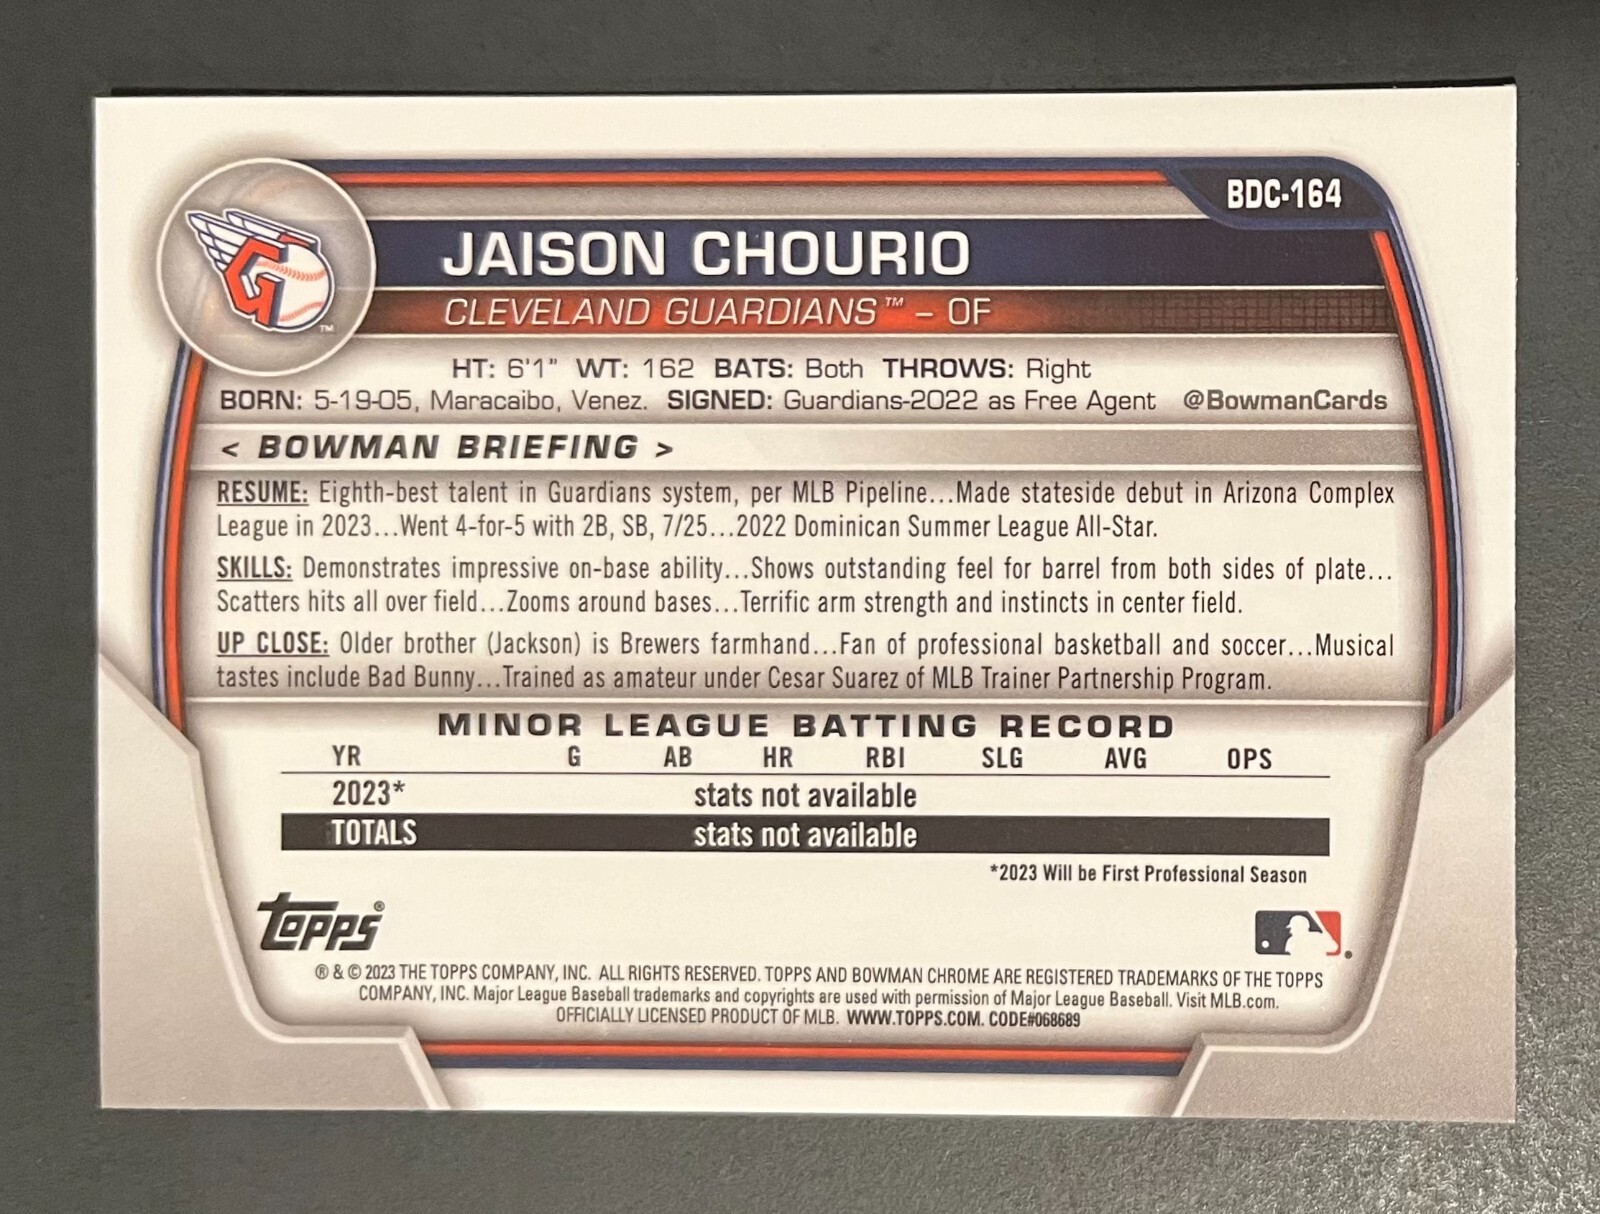 BDC-164
JAISON CHOURIO
CLEVELAND GUARDIANS™ – OF
HT: 6'1" WT: 162 BATS: Both THROWS: Right
BORN: 5-19-05, Maracaibo, Venez. SIGNED: Guardians-2022 as Free Agent @BowmanCards
< BOWMAN BRIEFING >
RESUME: Eighth-best talent in Guardians system, per MLB Pipeline...Made stateside debut in Arizona Complex
League in 2023...Went 4-for-5 with 2B, SB, 7/25...2022 Dominican Summer League All-Star.
SKILLS: Demonstrates impressive on-base ability...Shows outstanding feel for barrel from both sides of plate...
Scatters hits all over field...Zooms around bases...Terrific arm strength and instincts in center field.
UP CLOSE: Older brother (Jackson) is Brewers farmhand...Fan of professional basketball and soccer...Musical
tastes include Bad Bunny...Trained as amateur under Cesar Suarez of MLB Trainer Partnership Program.
MINOR LEAGUE BATTING RECORD
YR G AB HR RBI SLG AVG OPS
2023* stats not available
TOTALS stats not available
*2023 Will be First Professional Season
Topps®
® & © 2023 THE TOPPS COMPANY, INC. ALL RIGHTS RESERVED. TOPPS AND BOWMAN CHROME ARE REGISTERED TRADEMARKS OF THE TOPPS
COMPANY, INC. Major League Baseball trademarks and copyrights are used with permission of Major League Baseball. Visit MLB.com.
OFFICIALLY LICENSED PRODUCT OF MLB. WWW.TOPPS.COM. CODE#068689